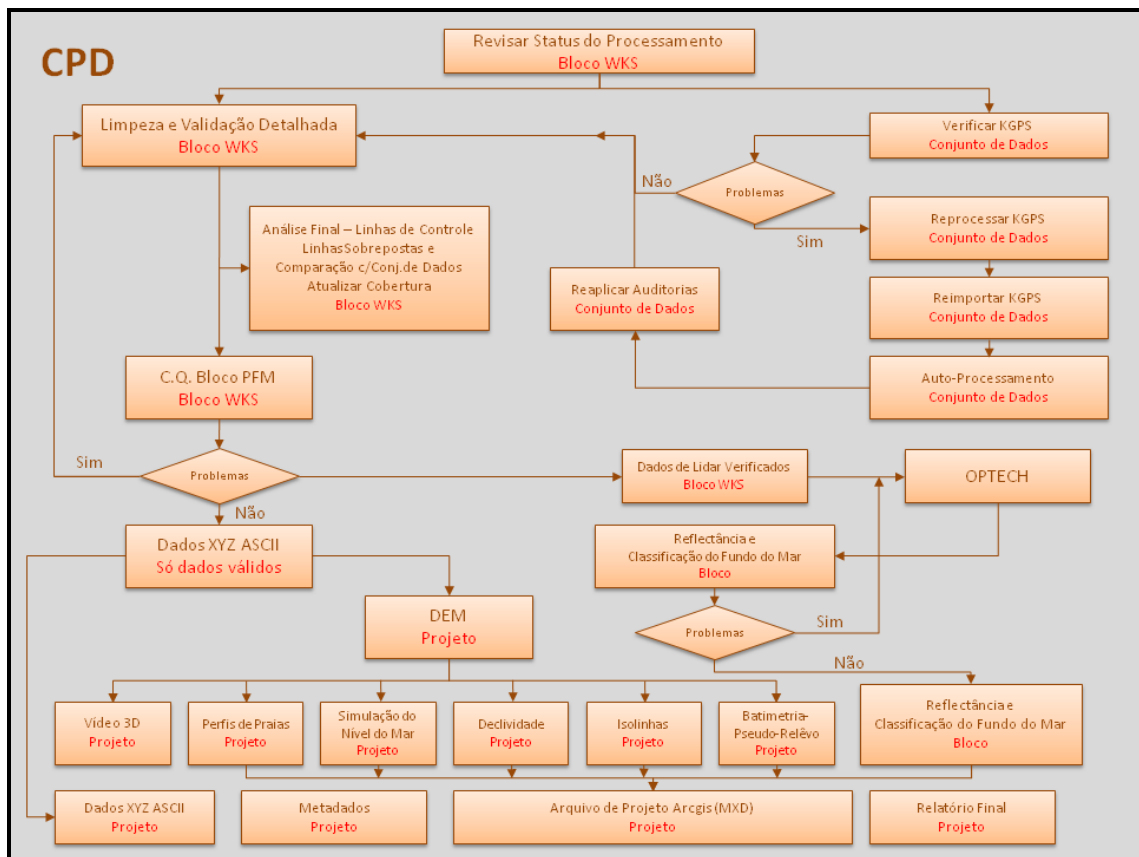 CPD
Revisar Status do Processamento
Bloco WKS
Limpeza e Validação Detalhada
Bloco WKS
Verificar KGPS
Conjunto de Dados
Não
Problemas
Sim
Reprocessar KGPS
Conjunto de Dados
Análise Final – Linhas de Controle
LinhasSobrepostas e
Comparação c/Conj.de Dados
Atualizar Cobertura
Bloco WKS
Reaplicar Auditorias
Conjunto de Dados
Reimportar KGPS
Conjunto de Dados
C.Q. Bloco PFM
Bloco WKS
Auto-Processamento
Conjunto de Dados
Sim
Problemas
Não
Dados de Lidar Verificados
Bloco WKS
OPTECH
Dados XYZ ASCII
Só dados válidos
Reflectância e
Classificação do Fundo do Mar
Bloco
DEM
Projeto
Problemas
Sim
Não
Vídeo 3D
Projeto
Perfis de Praias
Projeto
Simulação do
Nível do Mar
Projeto
Declividade
Projeto
Isolinhas
Projeto
Batimetria-
Pseudo-Relêvo
Projeto
Reflectância e
Classificação do Fundo do Mar
Bloco
Dados XYZ ASCII
Projeto
Metadados
Projeto
Arquivo de Projeto Arcgis (MXD)
Projeto
Relatório Final
Projeto